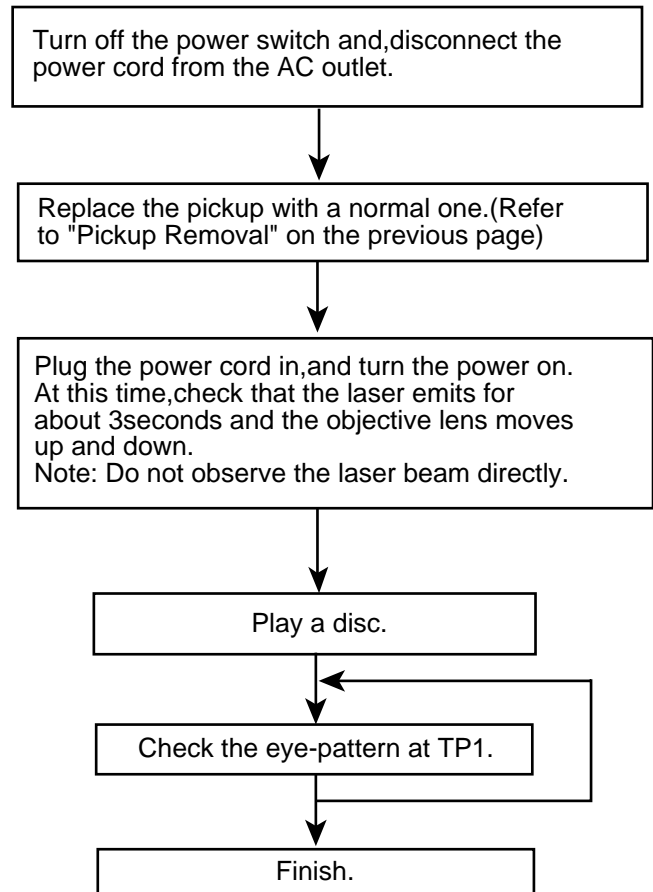 Turn off the power switch and,disconnect the
power cord from the AC outlet.
Replace the pickup with a normal one.(Refer
to "Pickup Removal" on the previous page)
Plug the power cord in,and turn the power on.
At this time,check that the laser emits for
about 3seconds and the objective lens moves
up and down.
Note: Do not observe the laser beam directly.
Play a disc.
Check the eye-pattern at TP1.
Finish.